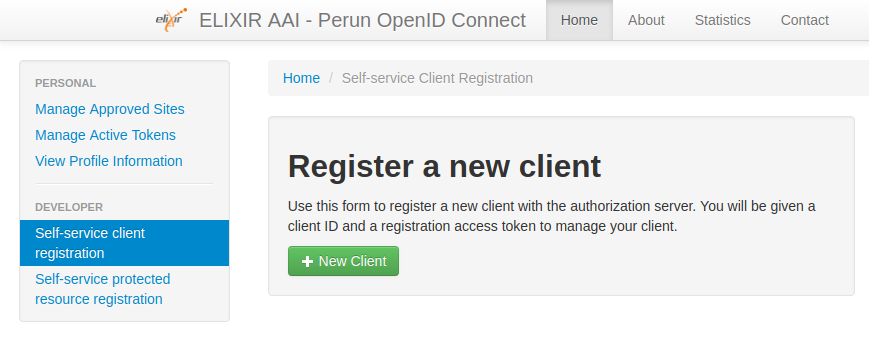 elixir ELIXIR AAI - Perun OpenID Connect Home About Statistics Contact
PERSONAL
Manage Approved Sites
Manage Active Tokens
View Profile Information
DEVELOPER
Self-service client
registration
Self-service protected
resource registration
Home / Self-service Client Registration
Register a new client
Use this form to register a new client with the authorization server. You will be given a
client ID and a registration access token to manage your client.
+ New Client